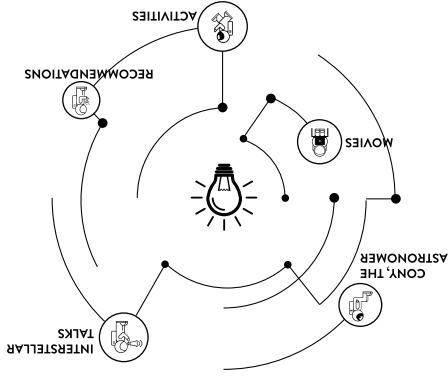 INTERSTELLAR
TALKS
CONY, THE
ASTRONOMER
MOVIES
RECOMMENDATIONS
ACTIVITIES